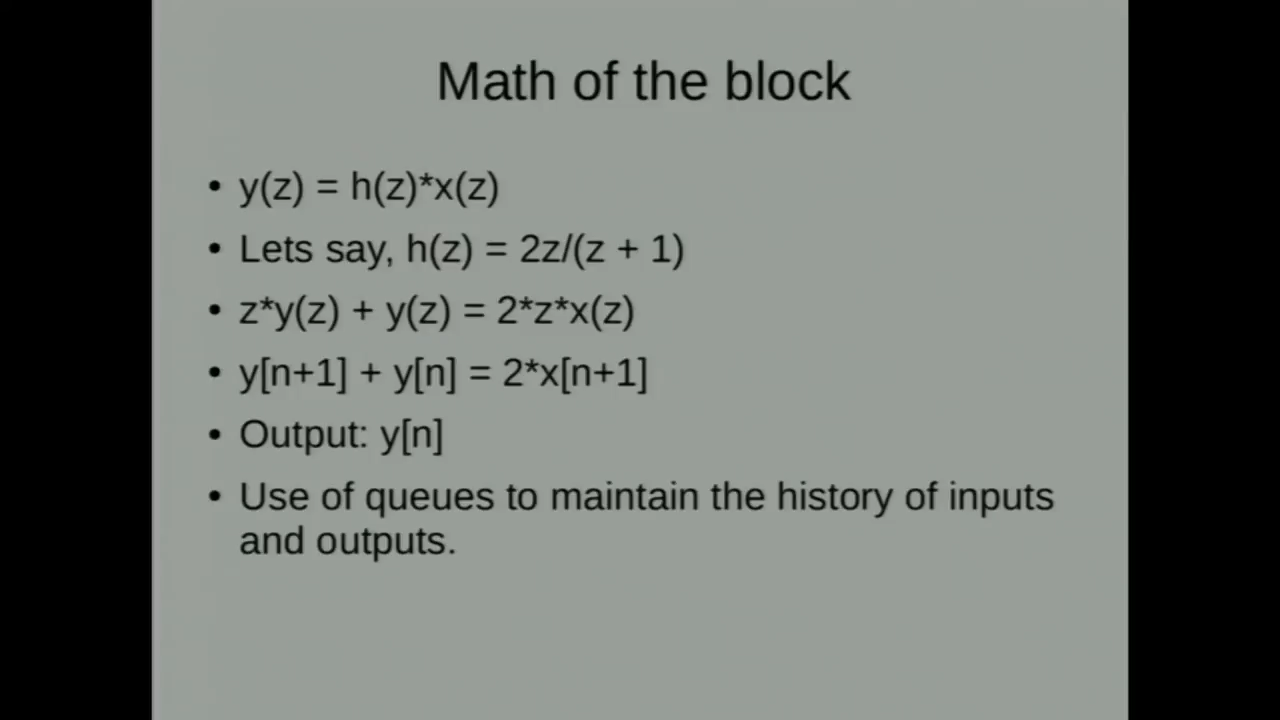 Math of the block
• y(z) = h(z)*x(z)
• Lets say, h(z) = 2z/(z + 1)
• z*y(z) + y(z) = 2*z*x(z)
• y[n+1] + y[n] = 2*x[n+1]
• Output: y[n]
• Use of queues to maintain the history of inputs
and outputs.